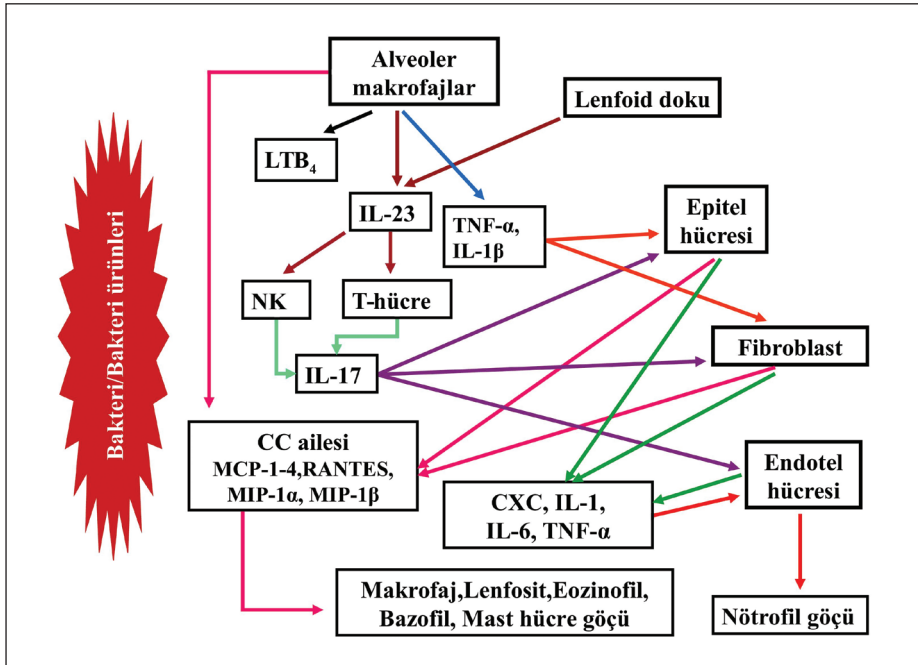 Bakteri/Bakteri ürünleri
Alveoler
makrofajlar
Lenfoid doku
LTB₄
IL-23
TNF-α,
IL-1β
Epitel
hücresi
NK
T-hücre
IL-17
Fibroblast
CC ailesi
MCP-1-4,RANTES,
MIP-1α, MIP-1β
CXC, IL-1,
IL-6, TNF-α
Endotel
hücresi
Makrofaj,Lenfosit,Eozinofil,
Bazofil, Mast hücre göçü
Nötrofil göçü